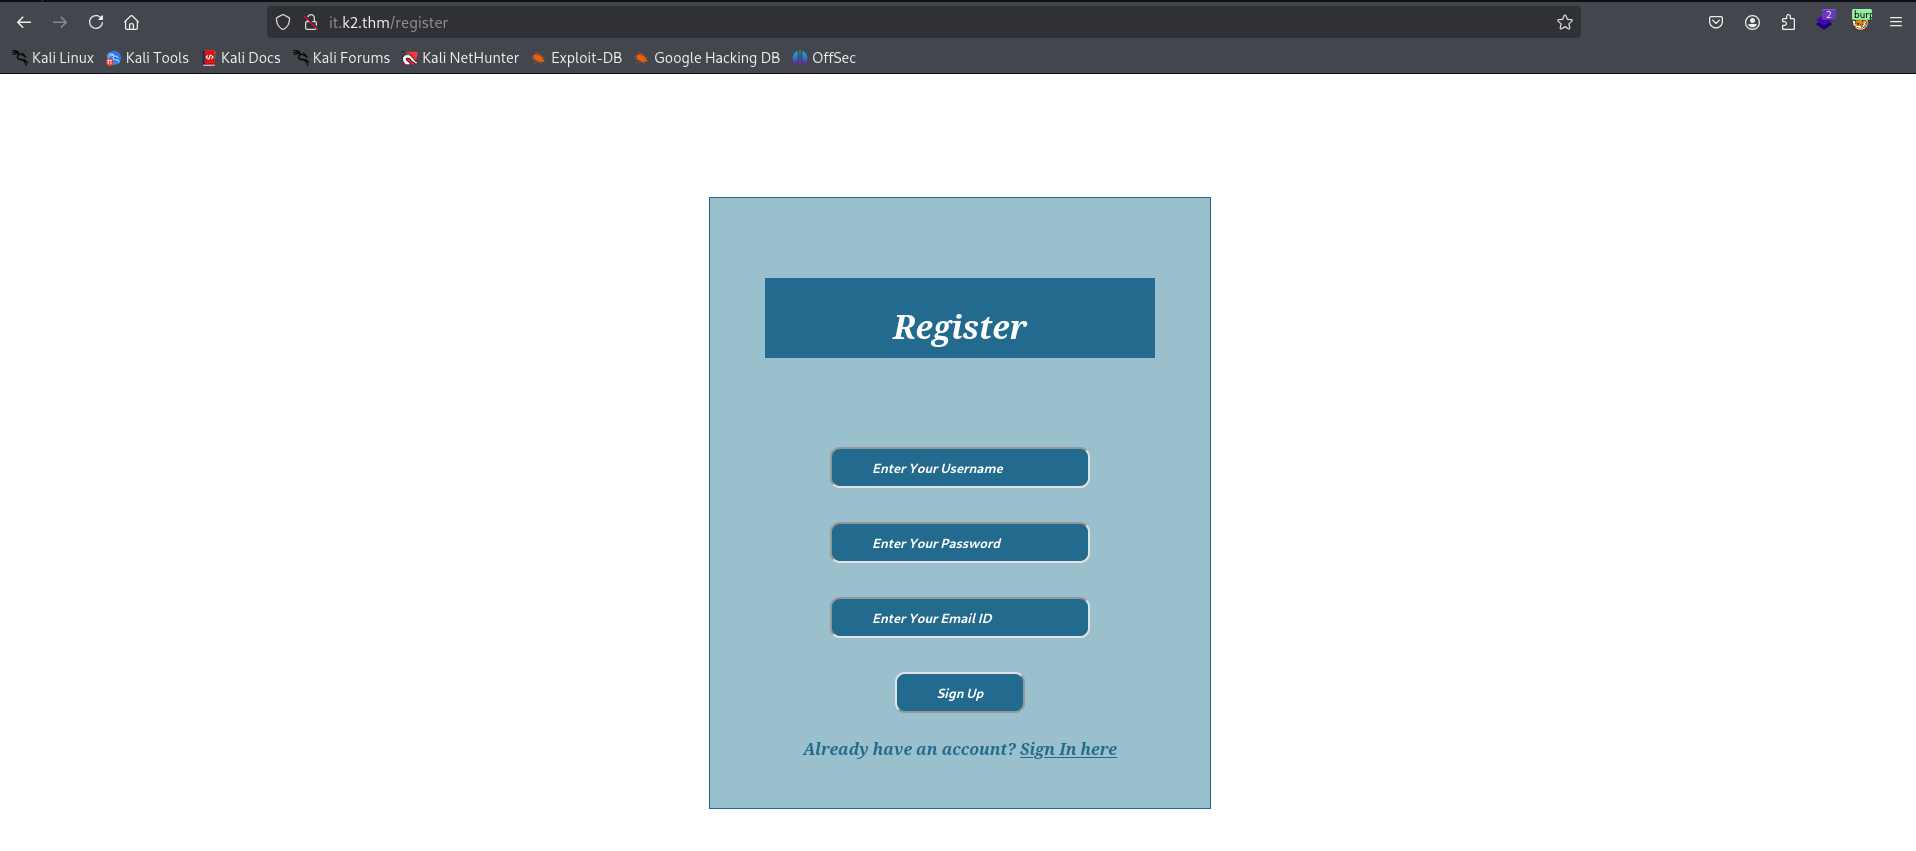 it.k2.thm/register
2
burp
Kali Linux Kali Tools Kali Docs Kali Forums Kali NetHunter Exploit-DB Google Hacking DB OffSec
Register
Enter Your Username
Enter Your Password
Enter Your Email ID
Sign Up
Already have an account? Sign In here